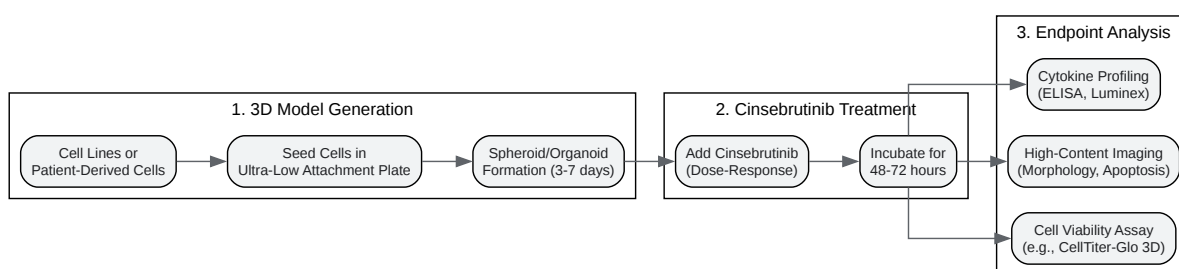 1. 3D Model Generation
Cell Lines or
Patient-Derived Cells
Seed Cells in
Ultra-Low Attachment Plate
Spheroid/Organoid
Formation (3-7 days)
2. Cinsebrutinib Treatment
Add Cinsebrutinib
(Dose-Response)
Incubate for
48-72 hours
3. Endpoint Analysis
Cytokine Profiling
(ELISA, Luminex)
High-Content Imaging
(Morphology, Apoptosis)
Cell Viability Assay
(e.g., CellTiter-Glo 3D)